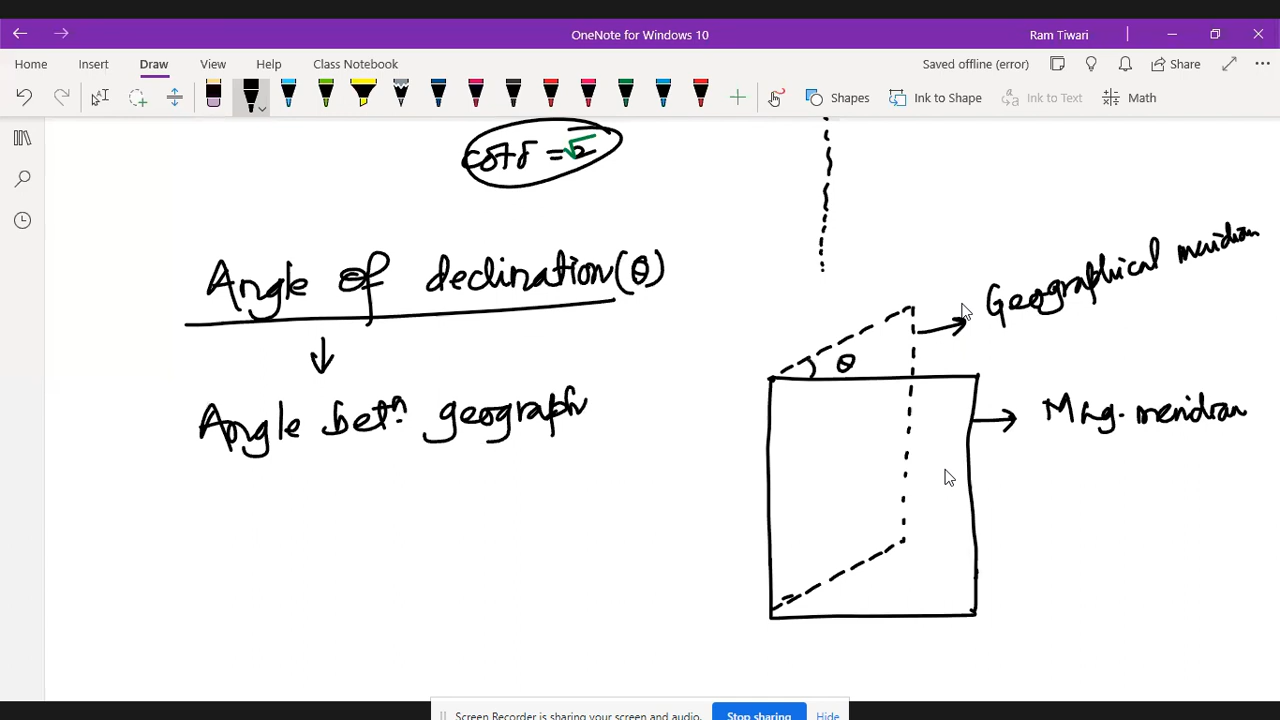 OneNote for Windows 10
Ram Tiwari
Home Insert Draw View Help Class Notebook
Saved offline (error) Share
Shapes Ink to Shape Ink to Text Math
cot δ = √2
Angle of declination (θ)
Geographical meridian
θ
Angle betⁿ geograph
Mag. meridian
Screen Recorder is sharing your screen and audio. Stop sharing Hide